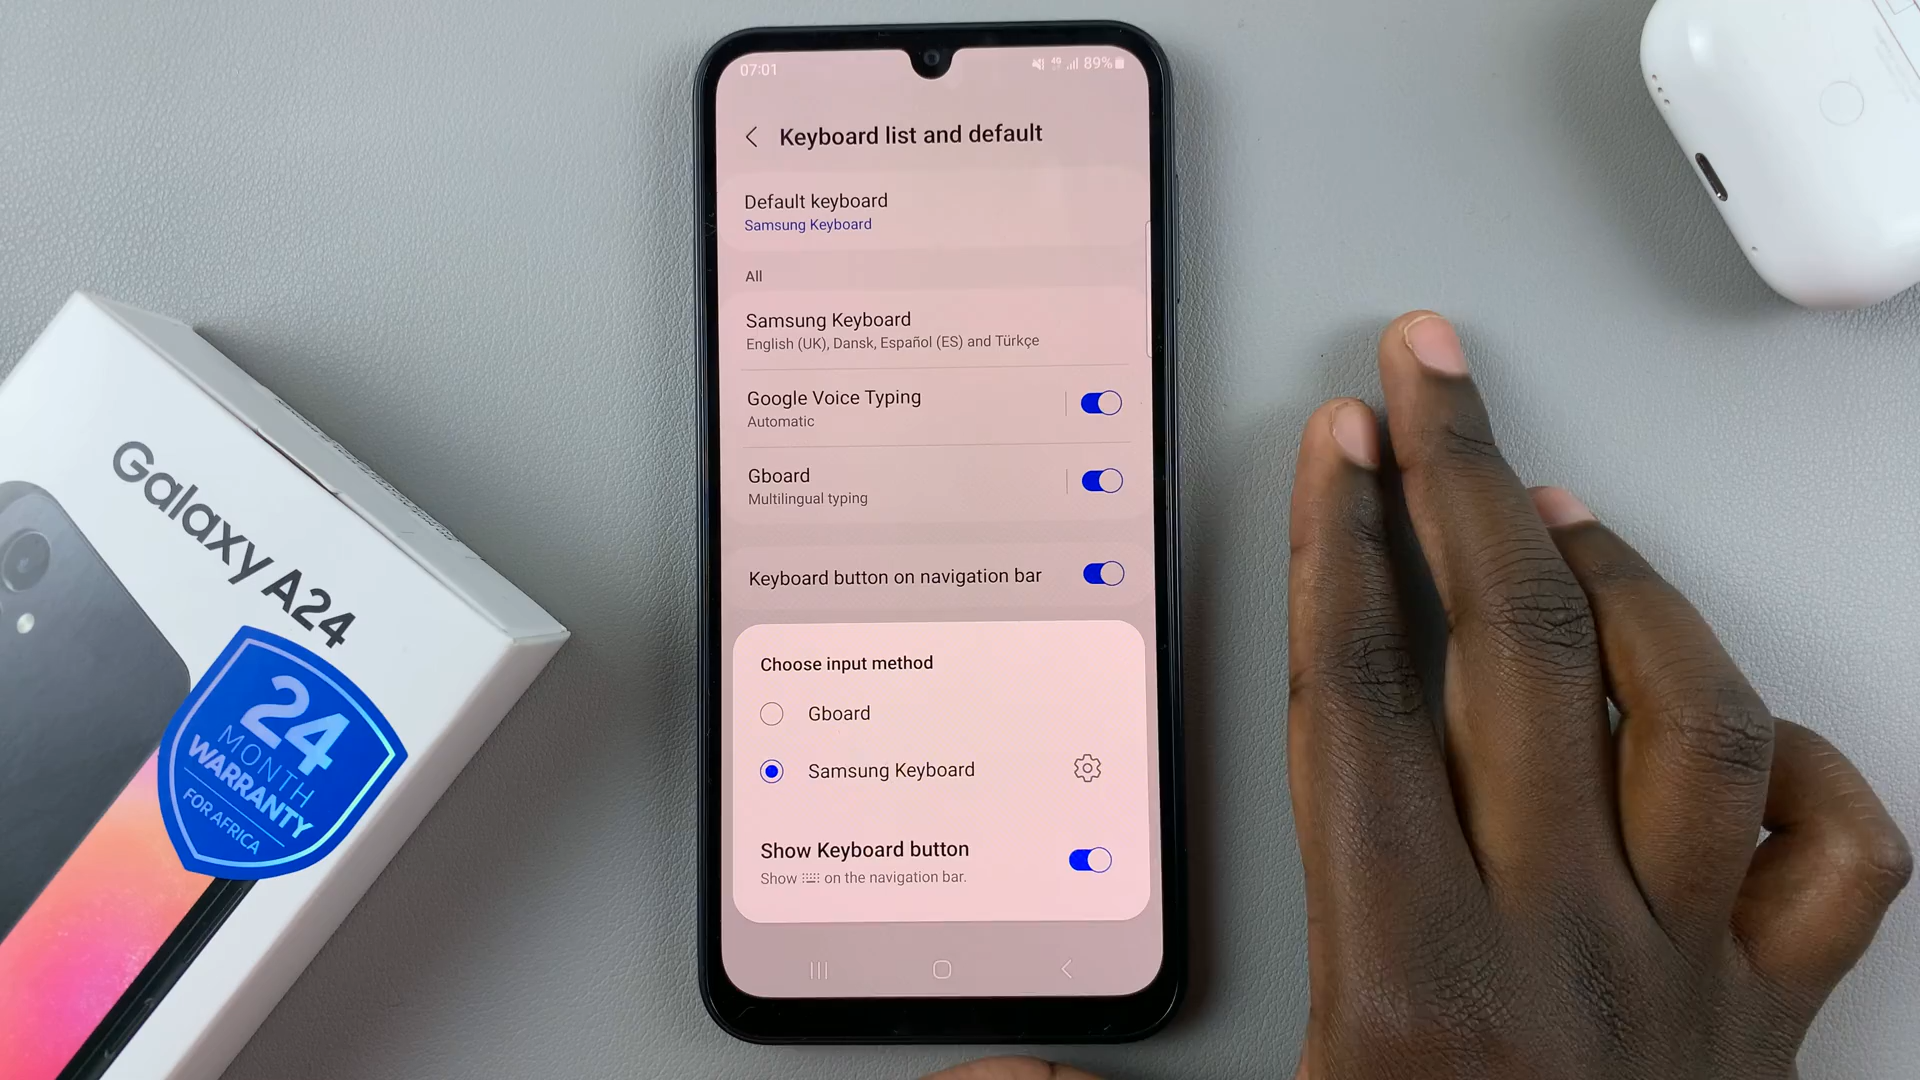 07:01
4G 89%
Keyboard list and default
Default keyboard
Samsung Keyboard
All
Samsung Keyboard
English (UK), Dansk, Español (ES) and Türkçe
Google Voice Typing
Automatic
Gboard
Multilingual typing
Keyboard button on navigation bar
Choose input method
Gboard
Samsung Keyboard
Show Keyboard button
Show on the navigation bar.
Galaxy A24
24
MONTH
WARRANTY
FOR AFRICA